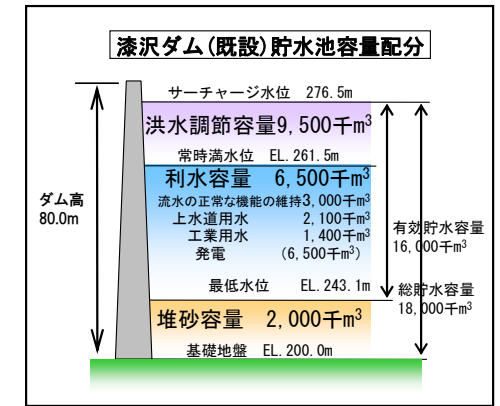 漆沢ダム(既設)貯水池容量配分
サーチャージ水位 276.5m
洪水調節容量9,500千m³
常時満水位 EL.261.5m
利水容量 6,500千m³
流水の正常な機能の維持3,000千m³
上水道用水 2,100千m³
工業用水 1,400千m³
発電 (6,500千m³)
最低水位 EL.243.1m
堆砂容量 2,000千m³
基礎地盤 EL.200.0m
ダム高
80.0m
有効貯水容量
16,000千m³
総貯水容量
18,000千m³